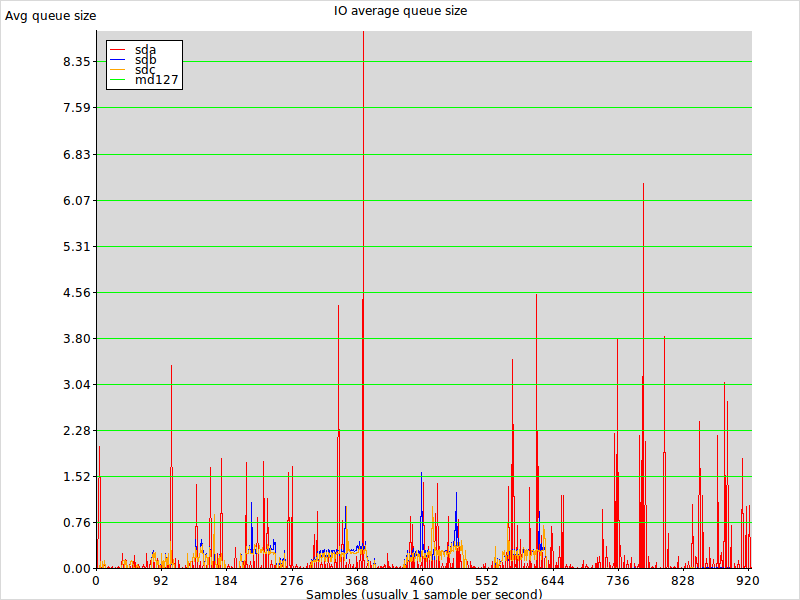 IO average queue size
Avg queue size
sda
sdb
sdc
md127
8.35
7.59
6.83
6.07
5.31
4.56
3.80
3.04
2.28
1.52
0.76
0.00
0 92 184 276 368 460 552 644 736 828 920
Samples (usually 1 sample per second)